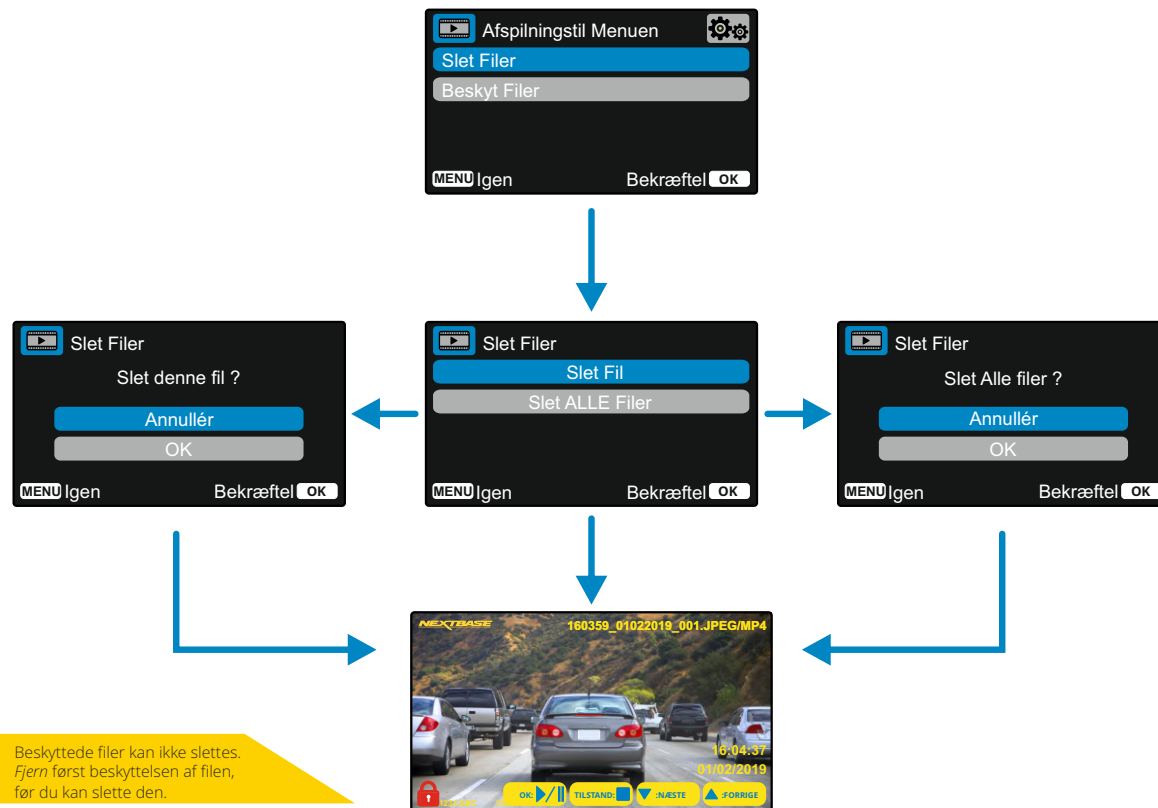 Afspilningstil Menuen
Slet Filer
Beskyt Filer
MENU Igen Bekræftel OK
Slet Filer
Slet denne fil ?
Annullér
OK
MENU Igen Bekræftel OK
Slet Filer
Slet Fil
Slet ALLE Filer
MENU Igen Bekræftel OK
Slet Filer
Slet Alle filer ?
Annullér
OK
MENU Igen Bekræftel OK
NEXTBASE 160359_01022019_001.JPEG/MP4
16:04:37
01/02/2019
OK: TILSTAND: :NÆSTE :FORRIGE
Beskyttede filer kan ikke slettes.
Fjern først beskyttelsen af filen,
før du kan slette den.